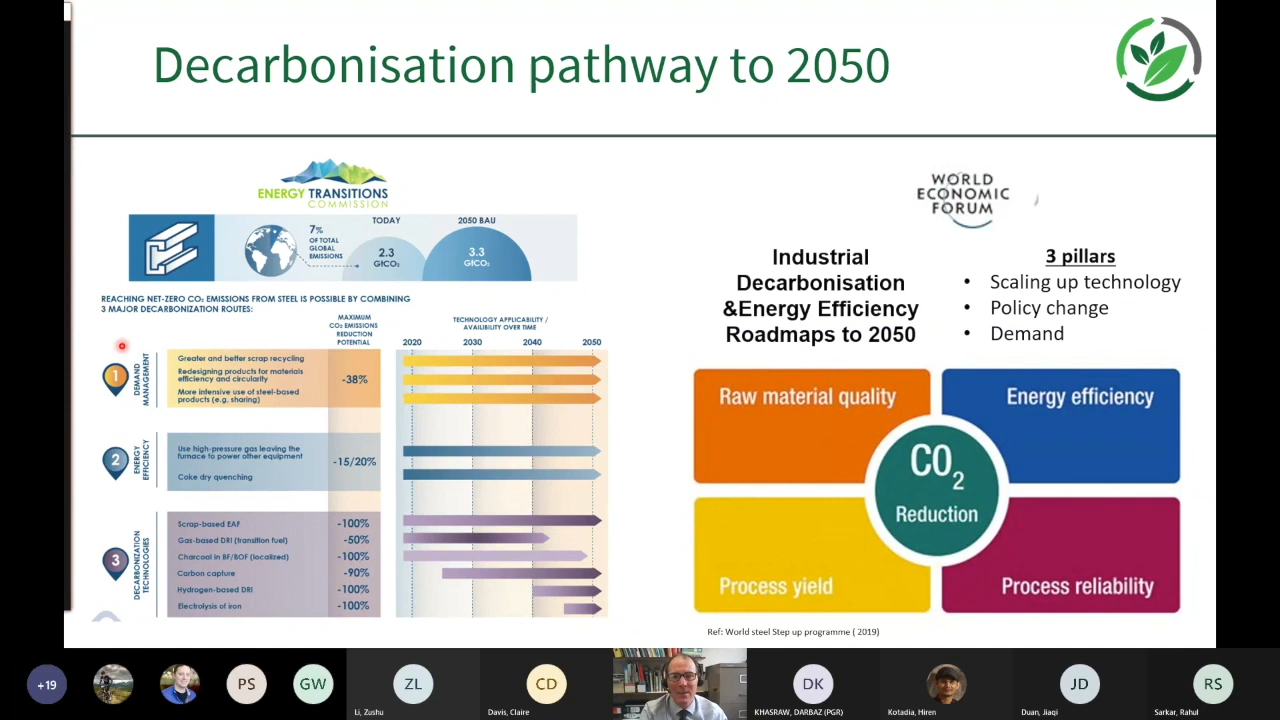 Decarbonisation pathway to 2050
ENERGY TRANSITIONS
COMMISSION
7%
OF TOTAL
GLOBAL
EMISSIONS
TODAY
2.3
GtCO₂
2050 BAU
3.3
GtCO₂
REACHING NET-ZERO CO₂ EMISSIONS FROM STEEL IS POSSIBLE BY COMBINING
3 MAJOR DECARBONIZATION ROUTES:
MAXIMUM
CO₂ EMISSIONS
REDUCTION
POTENTIAL
TECHNOLOGY APPLICABILITY /
AVAILIBILITY OVER TIME
2020 2030 2040 2050
1
DEMAND
MANAGEMENT
Greater and better scrap recycling
Redesigning products for materials
efficiency and circularity
More intensive use of steel-based
products (e.g. sharing)
-38%
2
ENERGY
EFFICIENCY
Use high-pressure gas leaving the
furnace to power other equipment
Coke dry quenching
-15/20%
3
DECARBONIZATION
TECHNOLOGIES
Scrap-based EAF -100%
Gas-based DRI (transition fuel) -50%
Charcoal in BF/BOF (localized) -100%
Carbon capture -90%
Hydrogen-based DRI -100%
Electrolysis of iron -100%
WORLD
ECONOMIC
FORUM
Industrial
Decarbonisation
&Energy Efficiency
Roadmaps to 2050
3 pillars
• Scaling up technology
• Policy change
• Demand
Raw material quality
Energy efficiency
CO₂
Reduction
Process yield
Process reliability
Ref: World steel Step up programme ( 2019)
+19
PS
GW
ZL
Li, Zushu
CD
Davis, Claire
DK
KHASRAW, DARBAZ (PGR)
Kotadia, Hiren
JD
Duan, Jiaqi
RS
Sarkar, Rahul